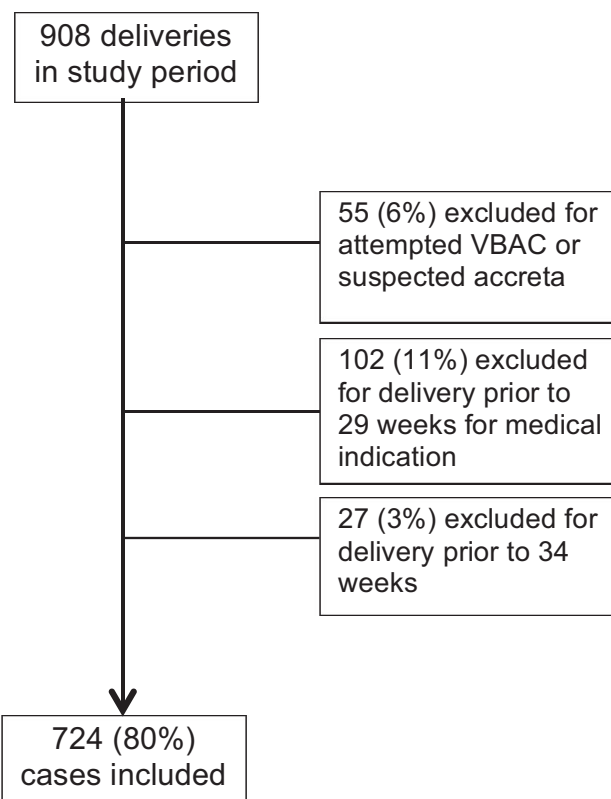 908 deliveries
in study period
55 (6%) excluded for
attempted VBAC or
suspected accreta
102 (11%) excluded
for delivery prior to
29 weeks for medical
indication
27 (3%) excluded for
delivery prior to 34
weeks
724 (80%)
cases included